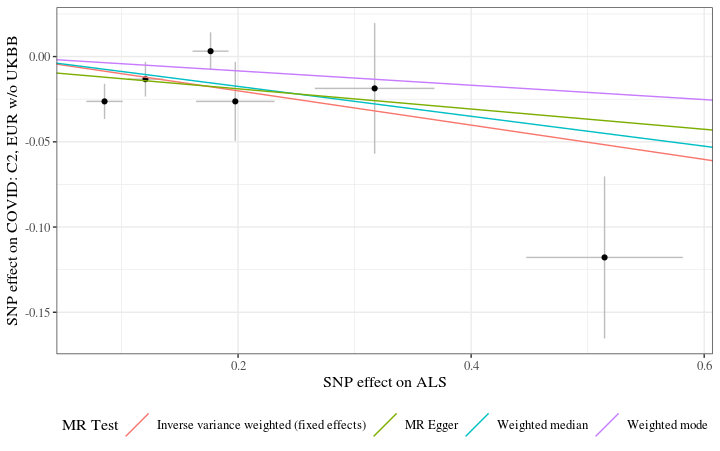 SNP effect on COVID: C2, EUR w/o UKBB
0.00
-0.05
-0.10
-0.15
0.2
0.4
0.6
SNP effect on ALS
MR Test
Inverse variance weighted (fixed effects)
MR Egger
Weighted median
Weighted mode